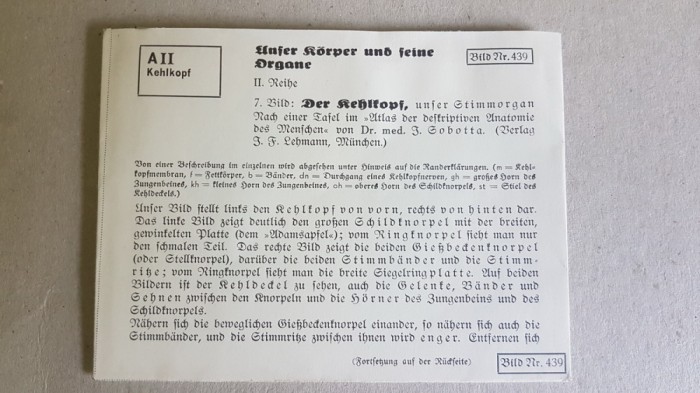 A II
Kehlkopf
Unser Körper und seine
Organe
Bild Nr. 439
II. Reihe
7. Bild: Der Kehlkopf, unser Stimmorgan
Nach einer Tafel im »Atlas der deskriptiven Anatomie
des Menschen« von Dr. med. J. Sobotta. (Verlag
J. F. Lehmann, München.)
Von einer Beschreibung im einzelnen wird abgesehen unter Hinweis auf die Randerklärungen. (m = Kehl-
kopfmembran, f = Fettkörper, b = Bänder, dn = Durchgang eines Kehlkopfnerven, gh = großes Horn des
Zungenbeines, kh = kleines Horn des Zungenbeines, oh = oberes Horn des Schildknorpels, st = Stiel des
Kehldeckels.)
Unser Bild stellt links den Kehlkopf von vorn, rechts von hinten dar.
Das linke Bild zeigt deutlich den großen Schildknorpel mit der breiten,
gewinkelten Platte (dem »Adamsapfel«); vom Ringknorpel sieht man nur
den schmalen Teil. Das rechte Bild zeigt die beiden Gießbeckenknorpel
(oder Stellknorpel), darüber die beiden Stimmbänder und die Stimm-
ritze; vom Ringknorpel sieht man die breite Siegelringplatte. Auf beiden
Bildern ist der Kehldeckel zu sehen, auch die Gelenke, Bänder und
Sehnen zwischen den Knorpeln und die Hörner des Zungenbeins und des
Schildknorpels.
Nähern sich die beweglichen Gießbeckenknorpel einander, so nähern sich auch die
Stimmbänder, und die Stimmritze zwischen ihnen wird enger. Entfernen sich
(Fortsetzung auf der Rückseite)
Bild Nr. 439